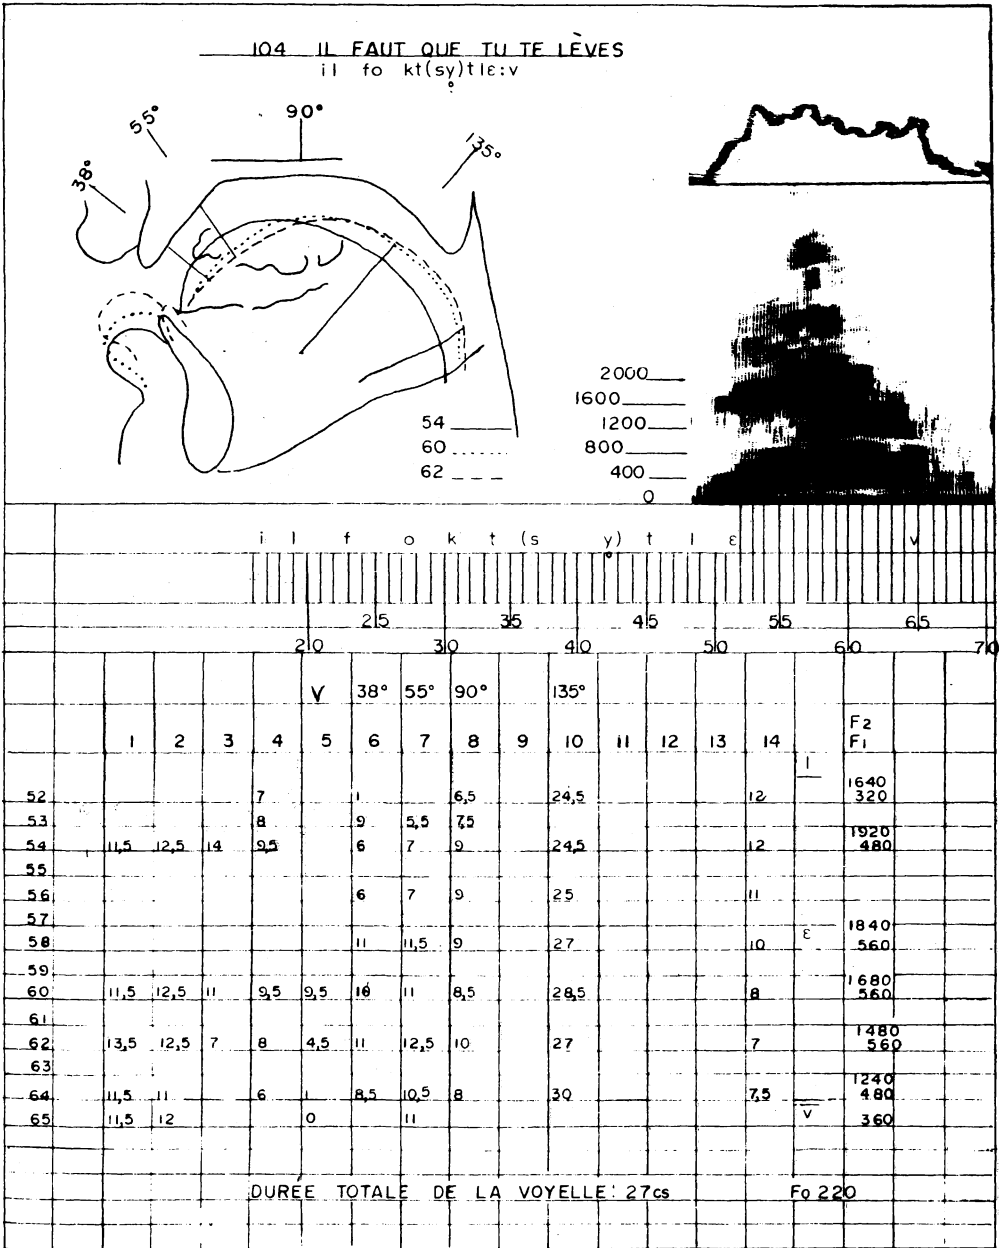 104 IL FAUT QUE TU TE LÈVES
il fo kt(sy̥)tlɛ:v
38° 55° 90° 135°
2000
1600
1200
800
400
0
54
60
62
i l f o k t (s y̥) t l ɛ v
25 35 45 55 65
20 30 40 50 60 70
V 38° 55° 90° 135°
F2
1 2 3 4 5 6 7 8 9 10 11 12 13 14 F1
l
1640
52 7 1 6,5 24,5 12 320
53 8 9 5,5 7,5
1920
54 11,5 12,5 14 9,5 6 7 9 24,5 12 480
55
56 6 7 9 25 11
57
1840
58 11 11,5 9 27 10 ɛ 560
59
1680
60 11,5 12,5 11 9,5 9,5 10 11 8,5 28,5 8 560
61
1480
62 13,5 12,5 7 8 4,5 11 12,5 10 27 7 560
63
1240
64 11,5 11 6 1 8,5 10,5 8 30 7,5 480
v
65 11,5 12 0 11 360
DURÉE TOTALE DE LA VOYELLE: 27cs Fo 220